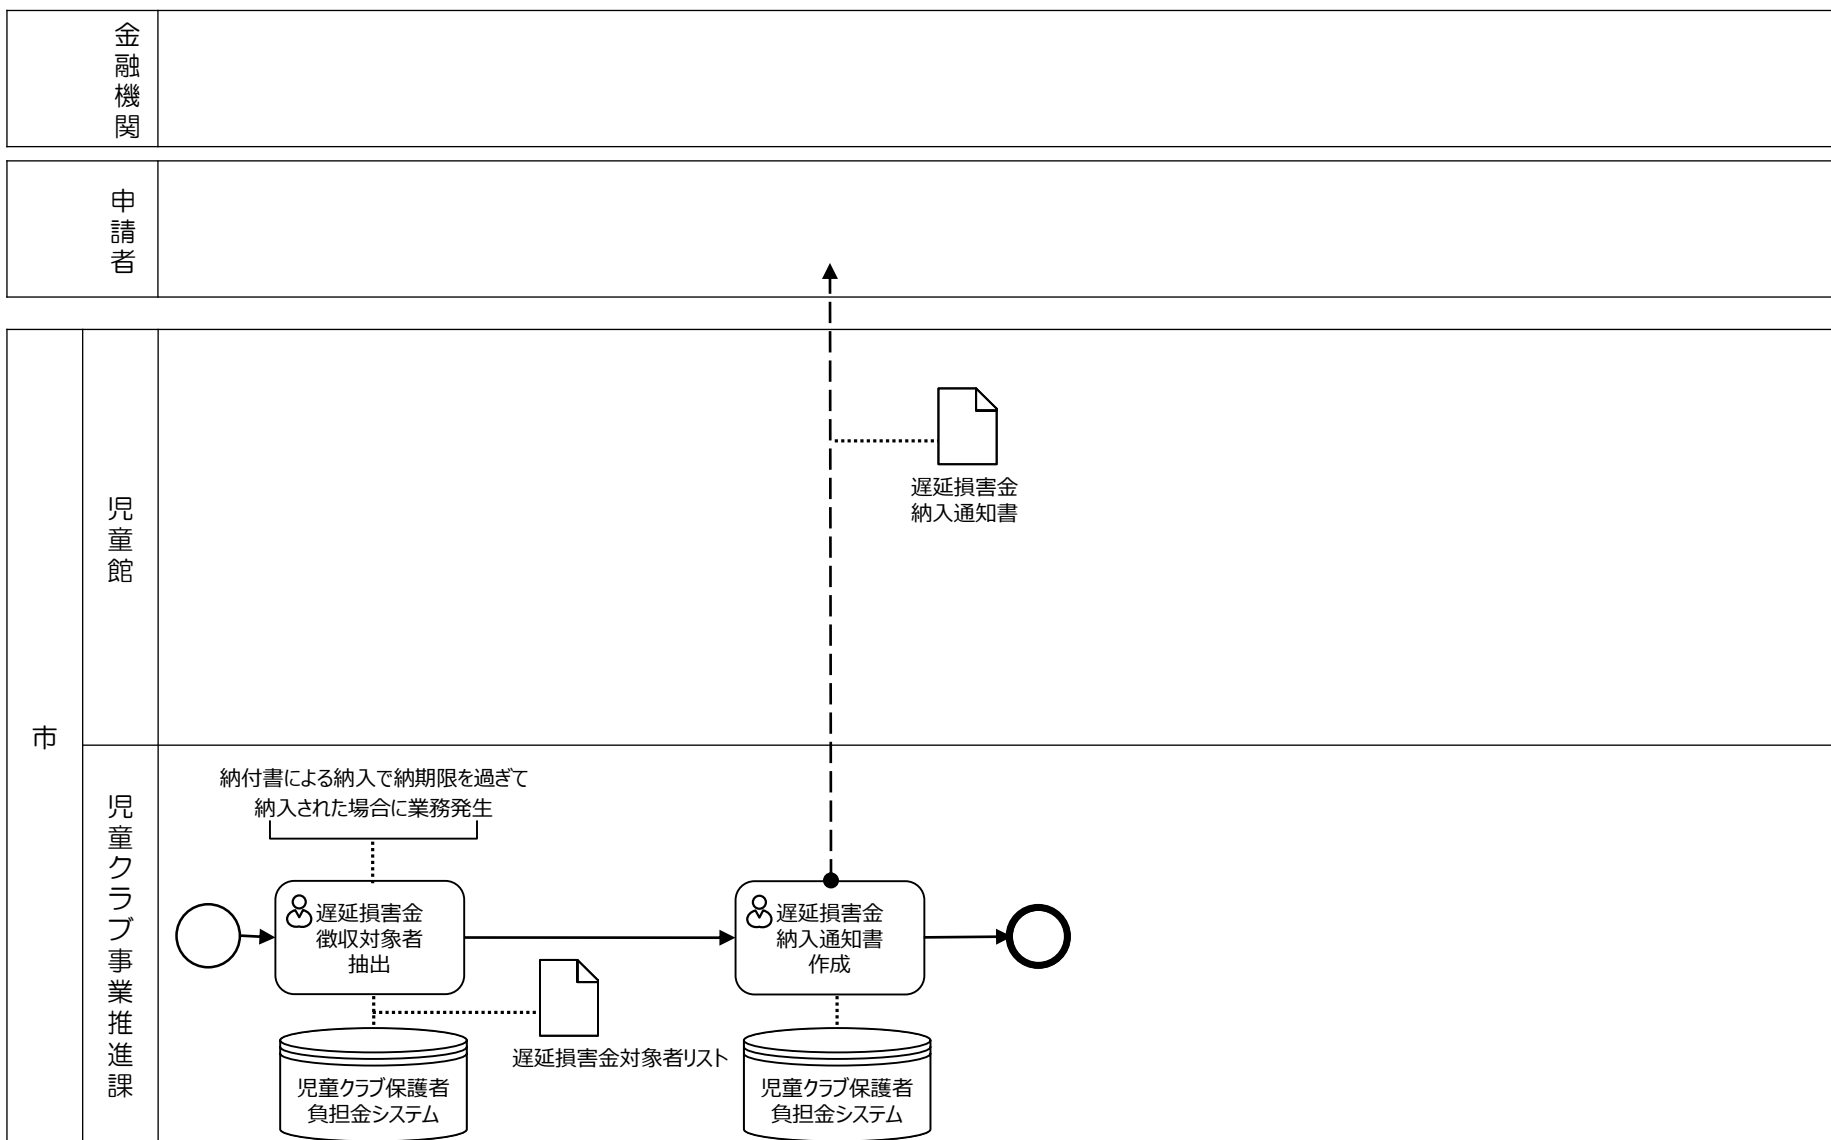 金融機関
申請者
市
児童館
遅延損害金
納入通知書
児童クラブ事業推進課
納付書による納入で納期限を過ぎて
納入された場合に業務発生
遅延損害金
徴収対象者
抽出
遅延損害金
納入通知書
作成
遅延損害金対象者リスト
児童クラブ保護者
負担金システム
児童クラブ保護者
負担金システム